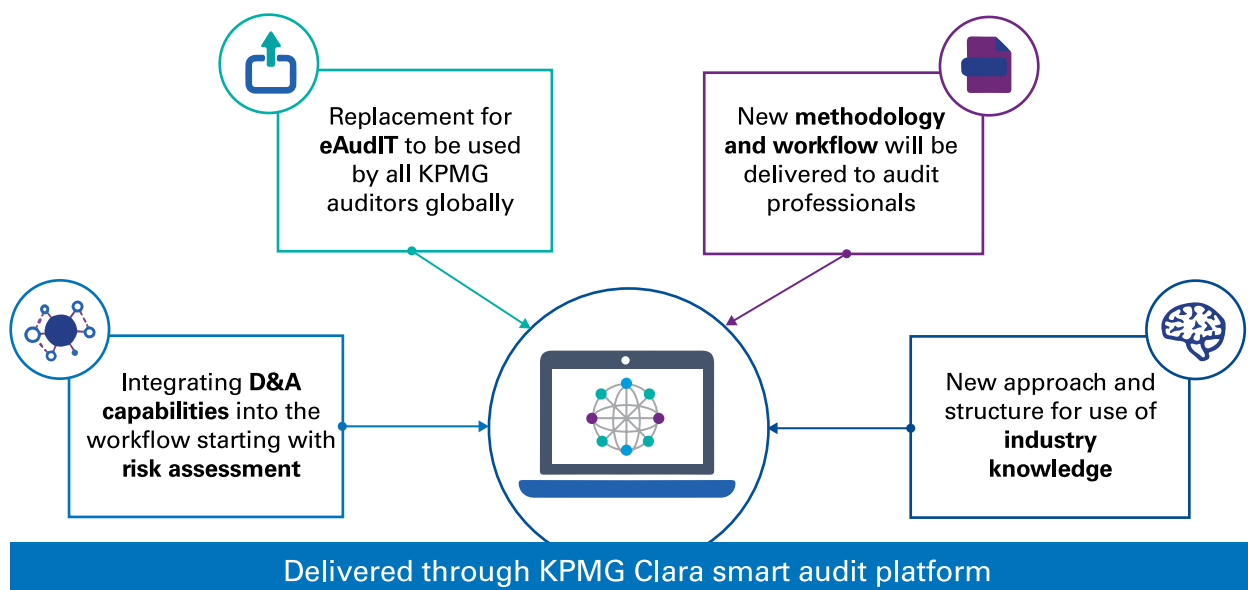 Replacement for
eAudIT to be used
by all KPMG
auditors globally
New methodology
and workflow will be
delivered to audit
professionals
Integrating D&A
capabilities into the
workflow starting with
risk assessment
New approach and
structure for use of
industry
knowledge
Delivered through KPMG Clara smart audit platform